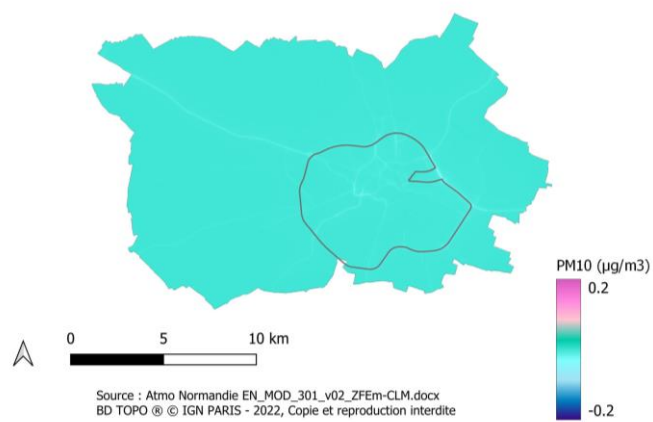 PM10 (µg/m3)
0.2
0 5 10 km
-0.2
Source : Atmo Normandie EN_MOD_301_v02_ZFEm-CLM.docx
BD TOPO ® © IGN PARIS - 2022, Copie et reproduction interdite